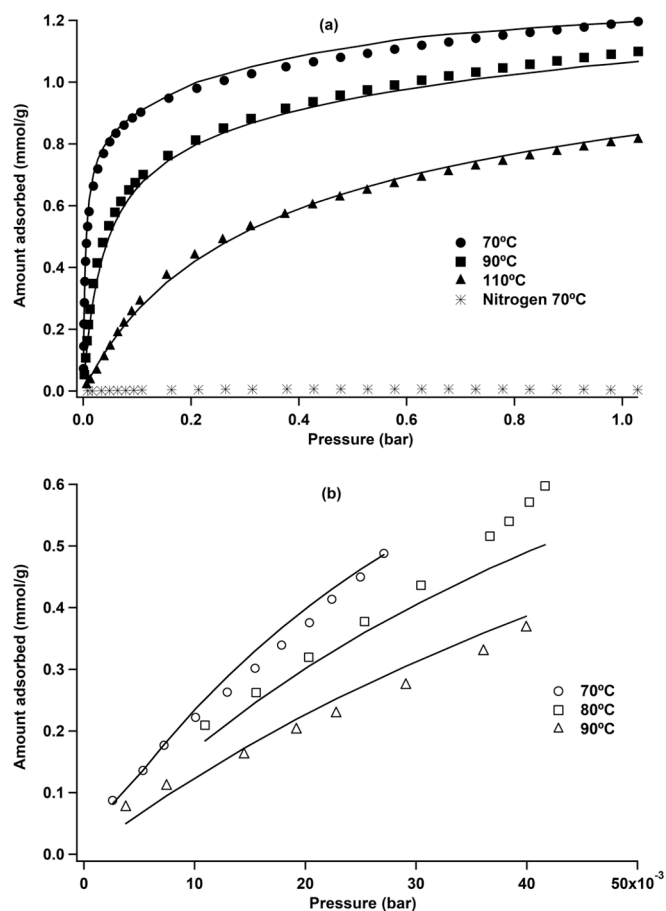 (a)
1.2
1.0
0.8
0.6
0.4
0.2
0.0
Amount adsorbed (mmol/g)
70ºC
90ºC
110ºC
Nitrogen 70ºC
0.0 0.2 0.4 0.6 0.8 1.0
Pressure (bar)
(b)
0.6
0.5
0.4
0.3
0.2
0.1
0.0
Amount adsorbed (mmol/g)
70ºC
80ºC
90ºC
0 10 20 30 40 50x10⁻³
Pressure (bar)